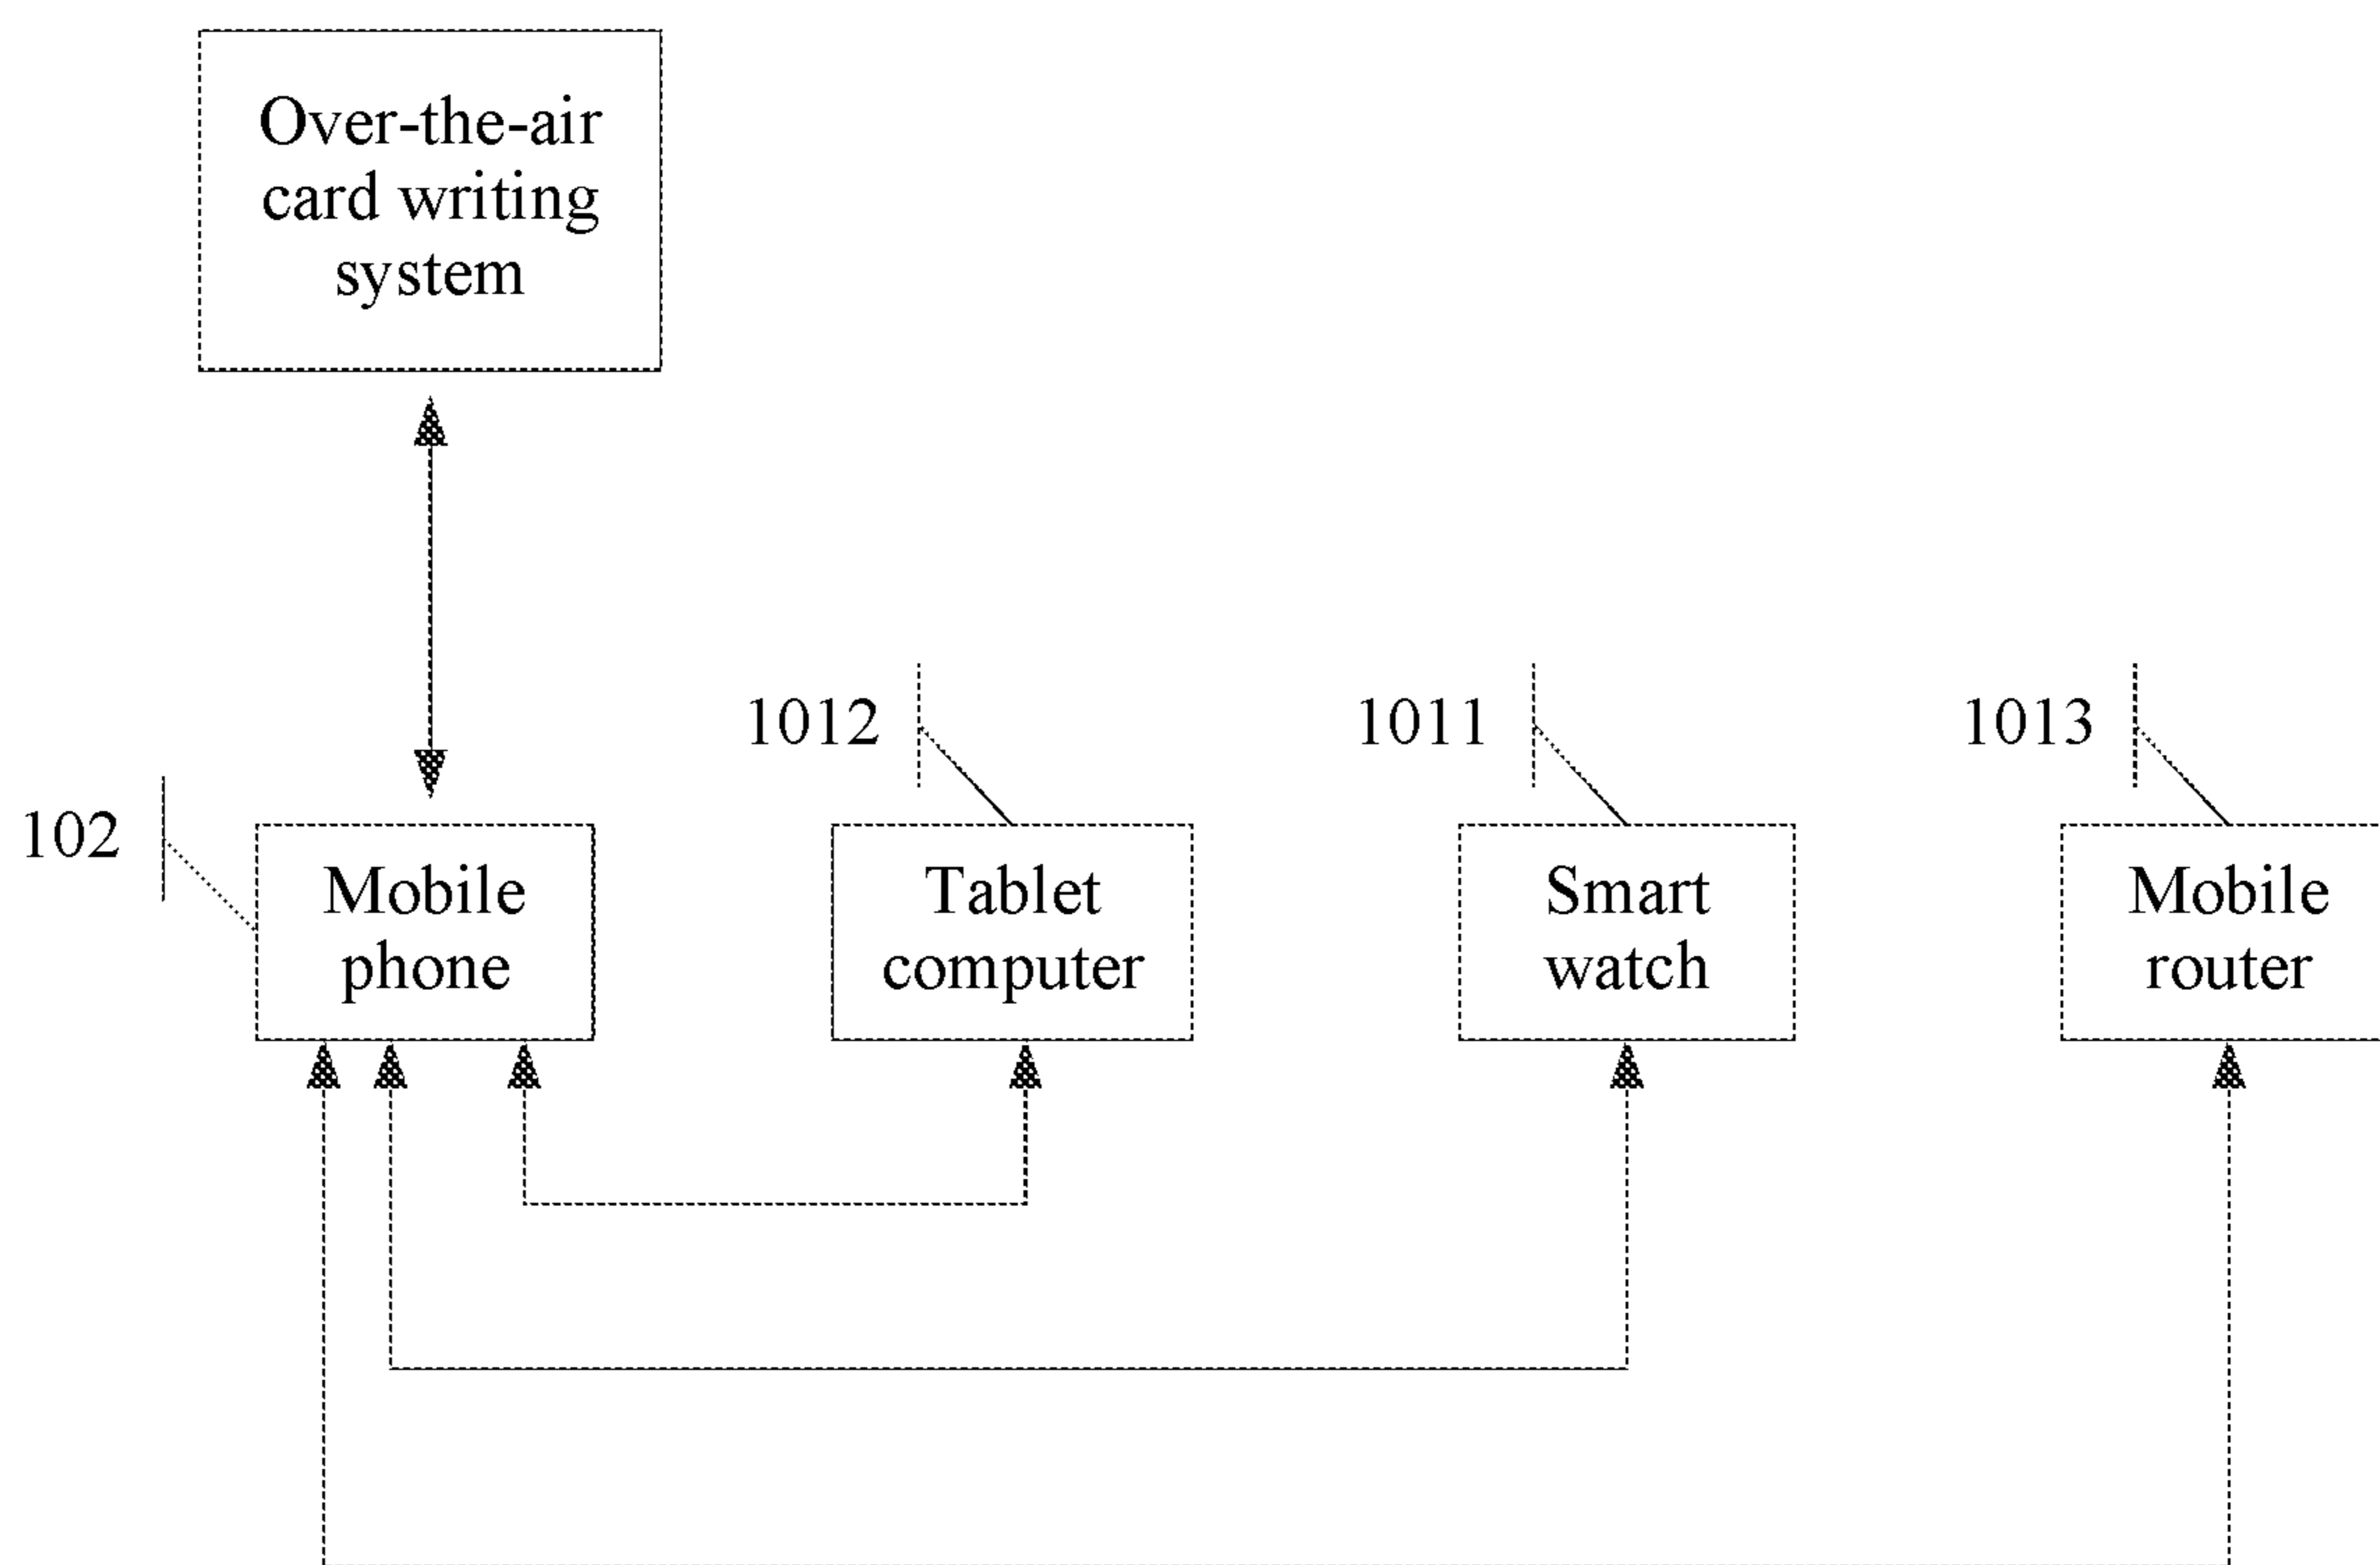 Over-the-air
card writing
system
1012
1011
1013
102
Mobile
phone
Tablet
computer
Smart
watch
Mobile
router